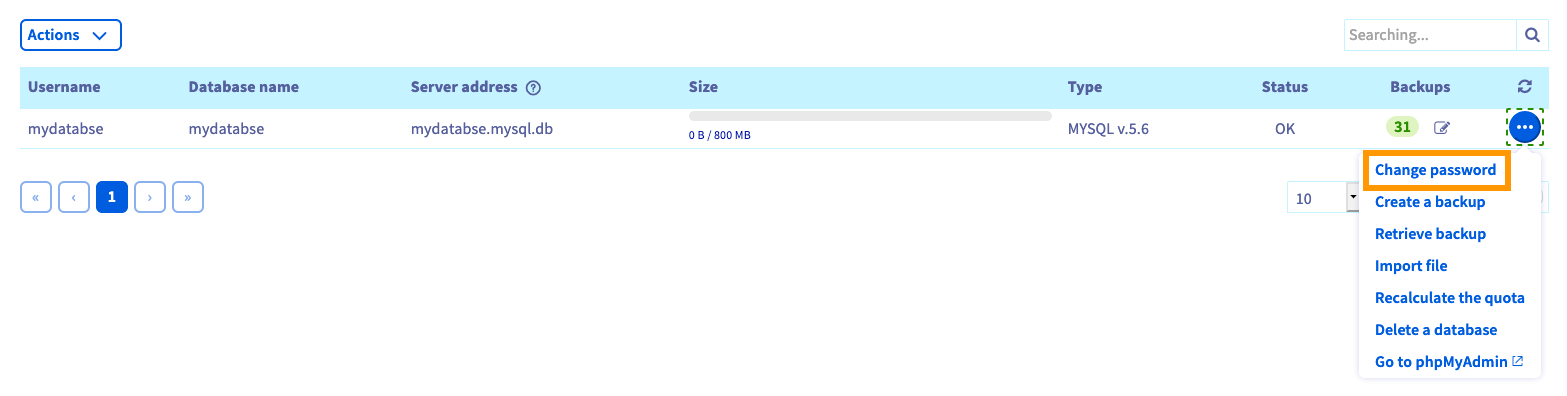 Actions
Searching...
Username Database name Server address ? Size Type Status Backups
mydatabse mydatabse mydatabse.mysql.db 0 B / 800 MB MYSQL v.5.6 OK 31 ...
« ‹ 1 › »
10
Change password
Create a backup
Retrieve backup
Import file
Recalculate the quota
Delete a database
Go to phpMyAdmin